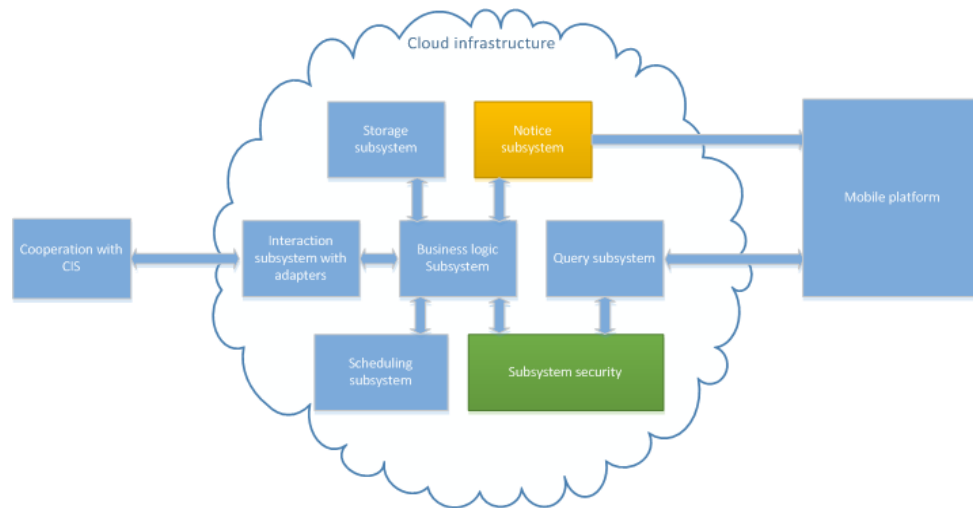 Cloud infrastructure
Storage
subsystem
Notice
subsystem
Mobile platform
Cooperation with
CIS
Interaction
subsystem with
adapters
Business logic
Subsystem
Query subsystem
Scheduling
subsystem
Subsystem security